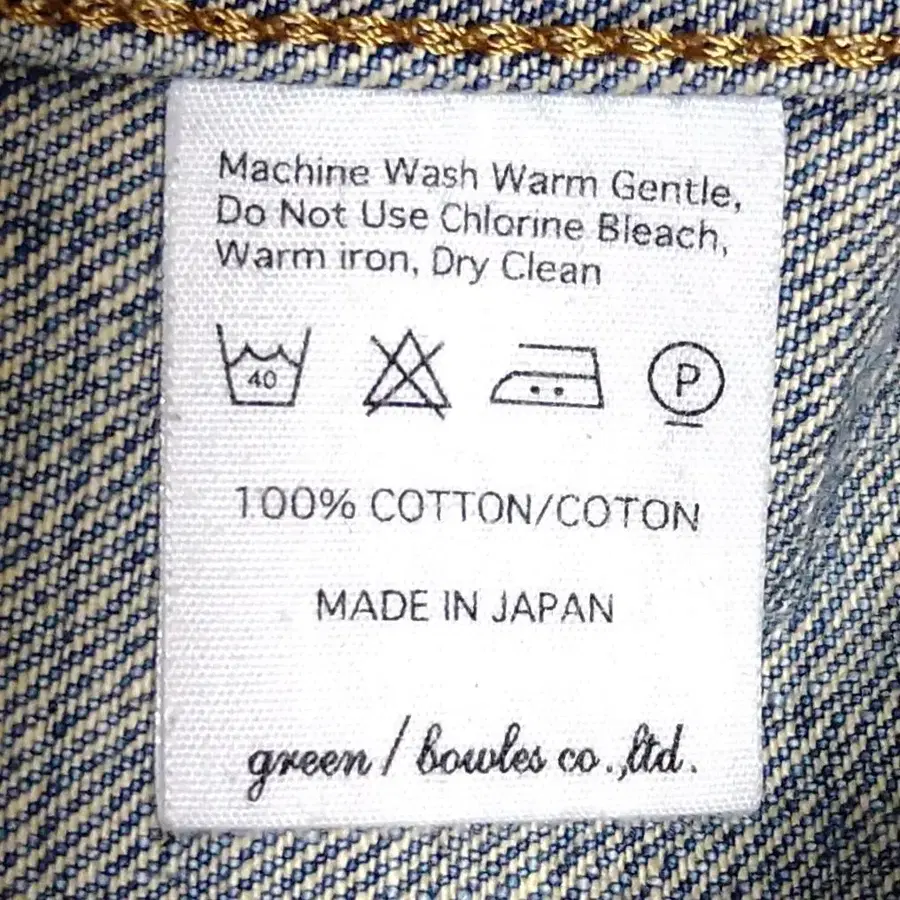 Machine Wash Warm Gentle,
Do Not Use Chlorine Bleach,
Warm iron, Dry Clean
40 P
100% COTTON/COTON
MADE IN JAPAN
green / bowles co.,ltd.